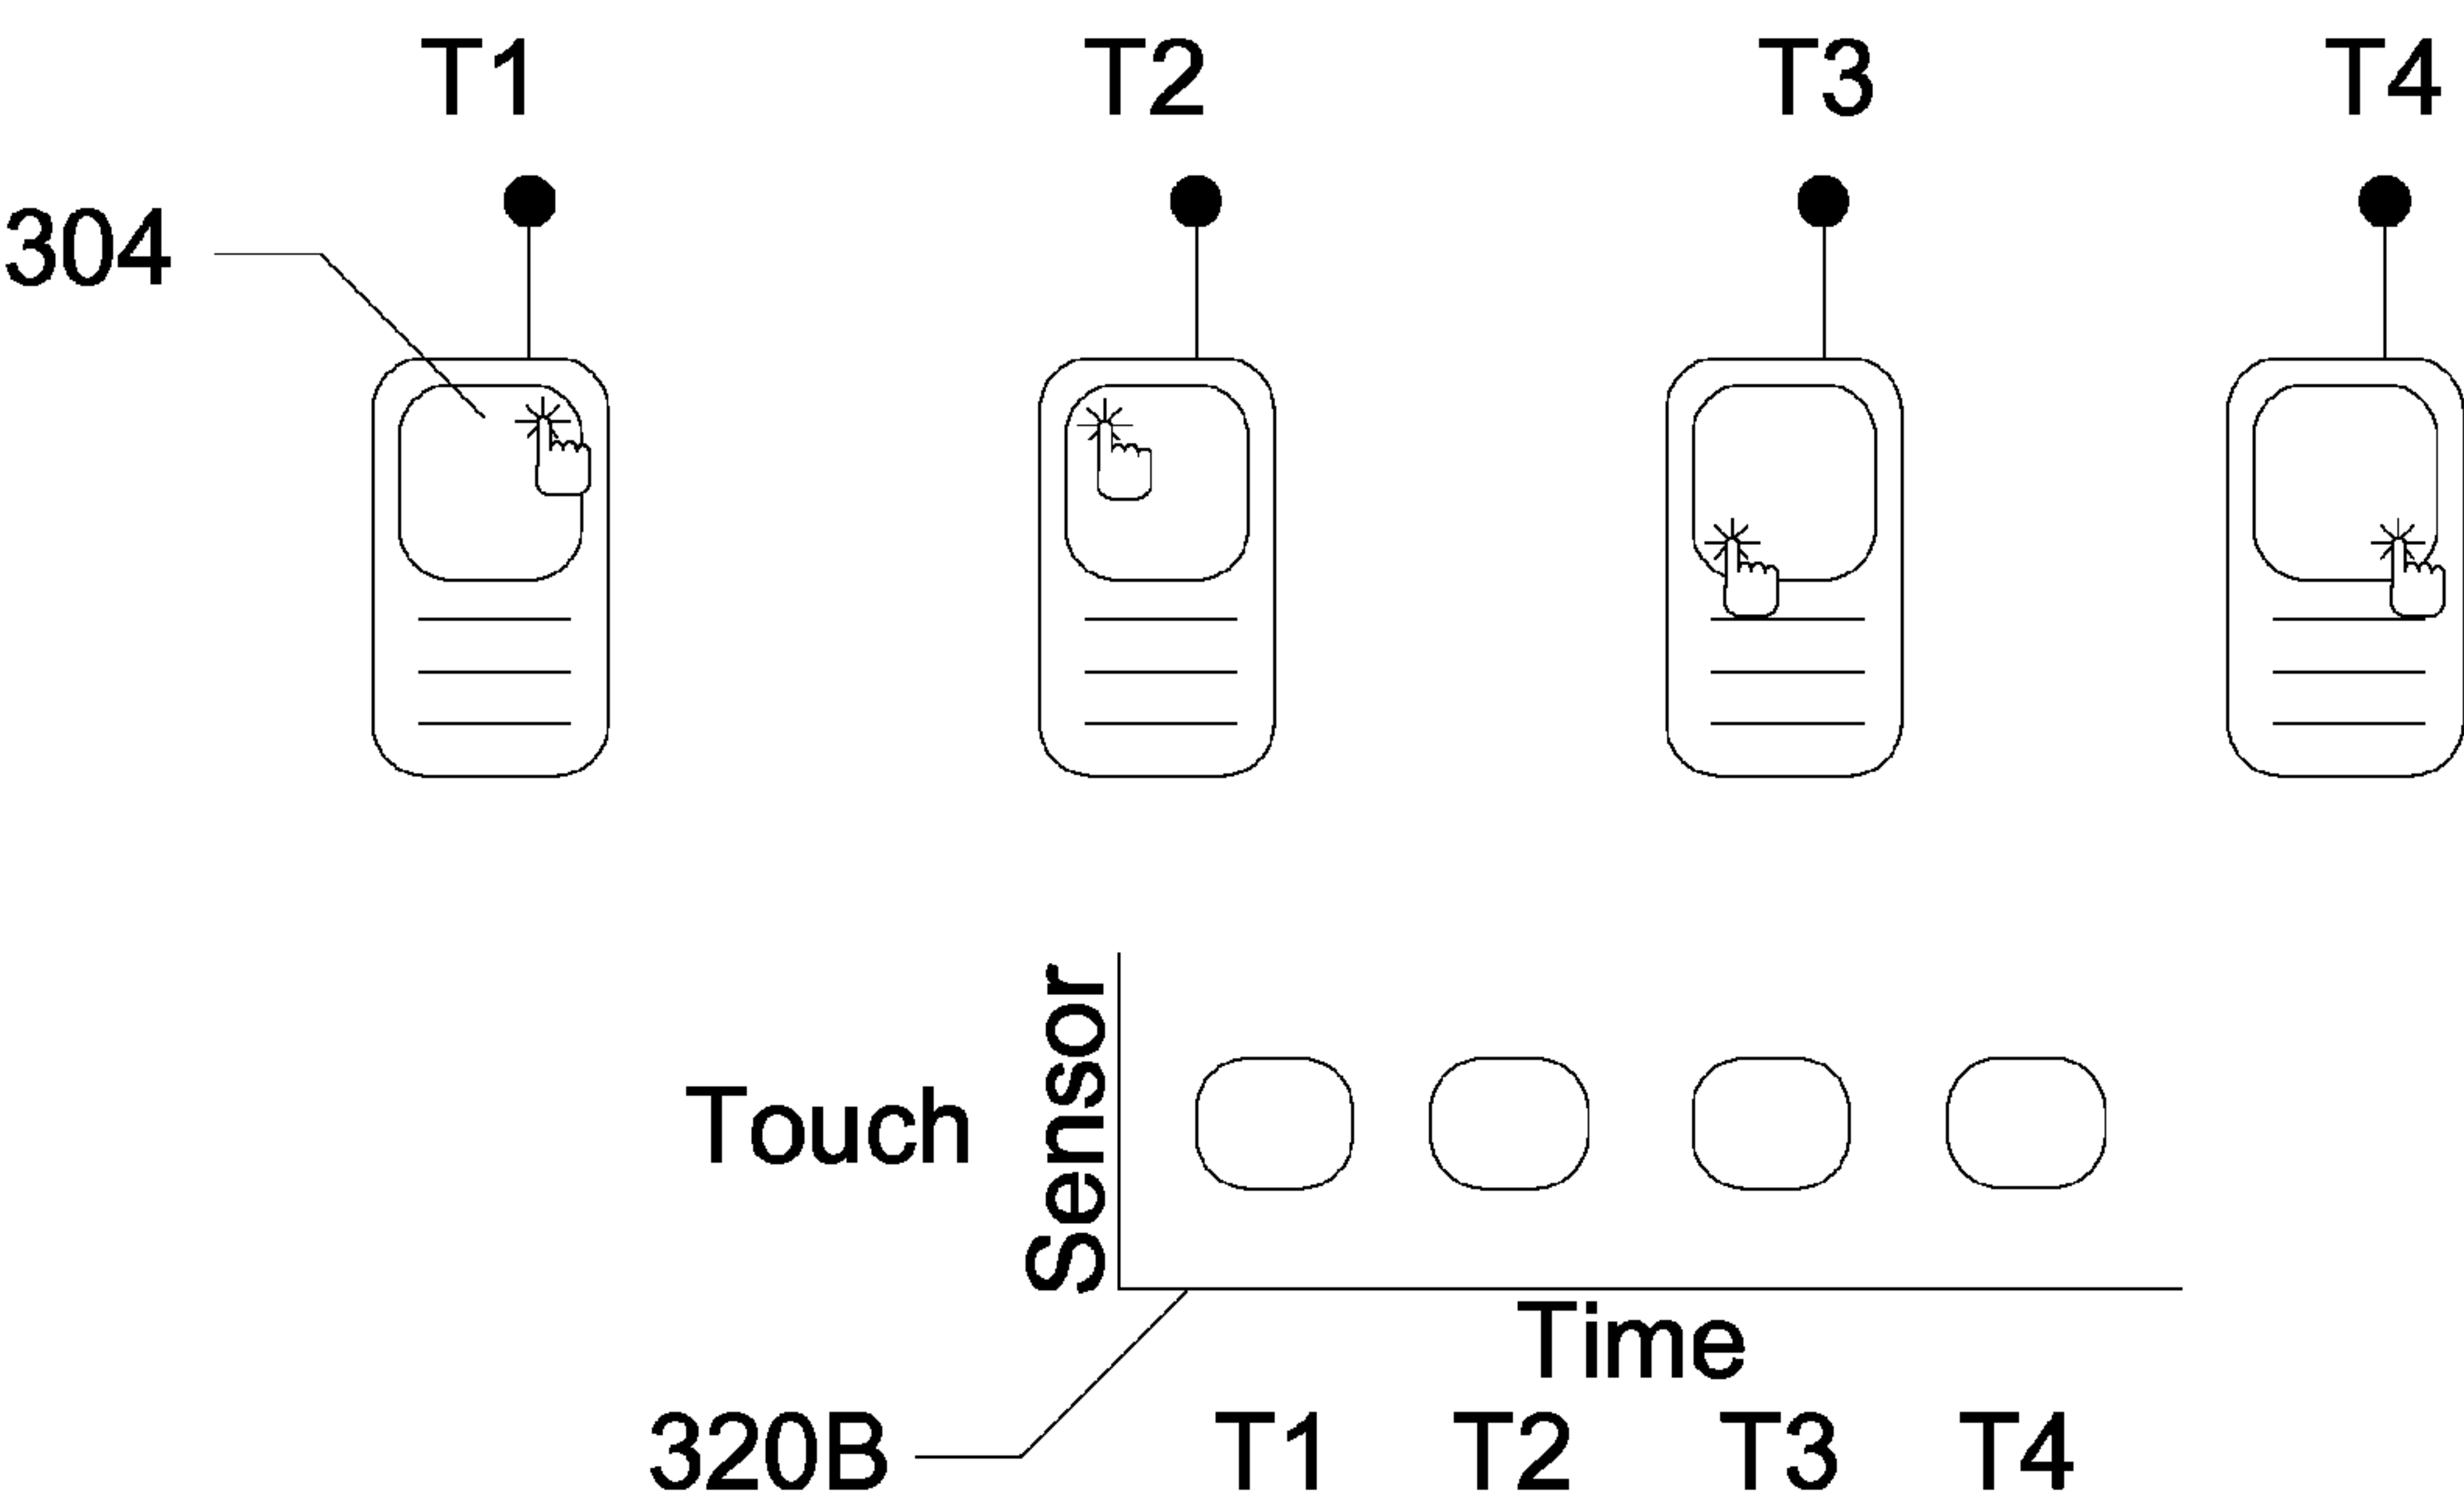 T1 T2 T3 T4
304
Sensor
Touch
Time
320B T1 T2 T3 T4